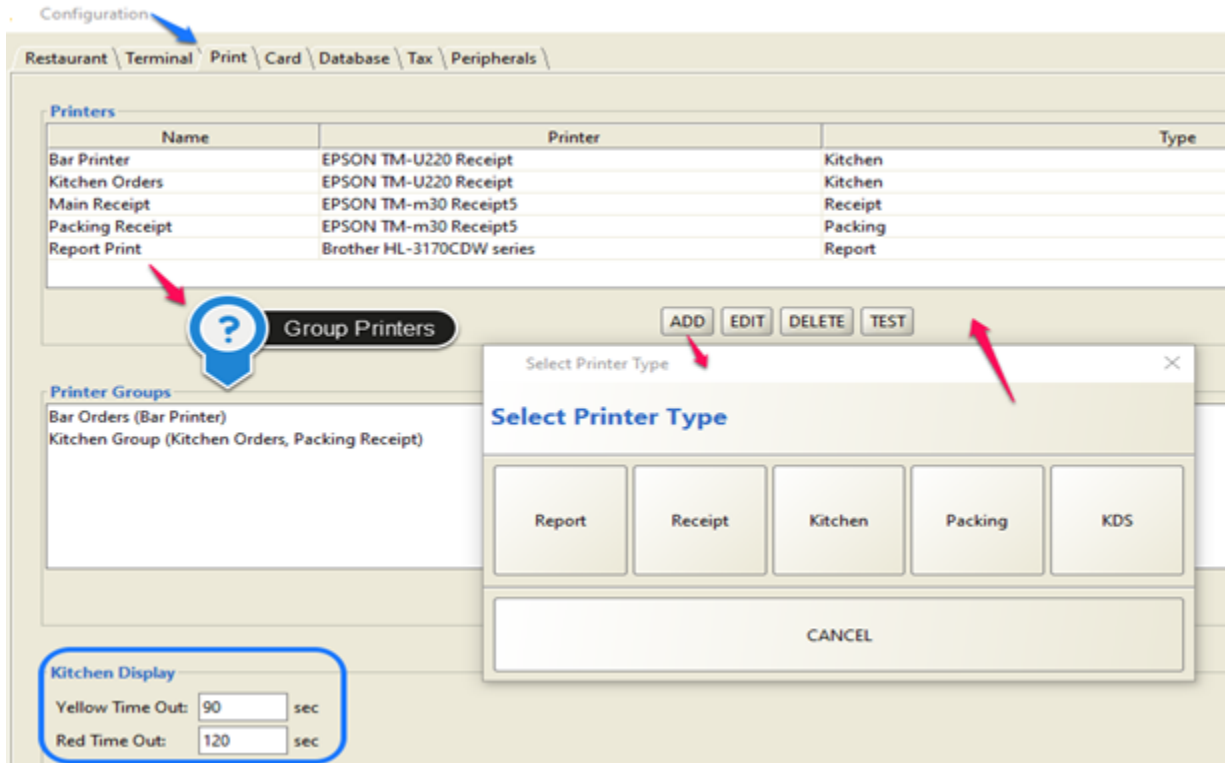 Configuration
Restaurant \ Terminal \ Print \ Card \ Database \ Tax \ Peripherals \
Printers
Name Printer Type
Bar Printer EPSON TM-U220 Receipt Kitchen
Kitchen Orders EPSON TM-U220 Receipt Kitchen
Main Receipt EPSON TM-m30 Receipt5 Receipt
Packing Receipt EPSON TM-m30 Receipt5 Packing
Report Print Brother HL-3170CDW series Report
? Group Printers
ADD EDIT DELETE TEST
Select Printer Type
Printer Groups
Bar Orders (Bar Printer)
Kitchen Group (Kitchen Orders, Packing Receipt)
Select Printer Type
Report Receipt Kitchen Packing KDS
CANCEL
Kitchen Display
Yellow Time Out: 90 sec
Red Time Out: 120 sec